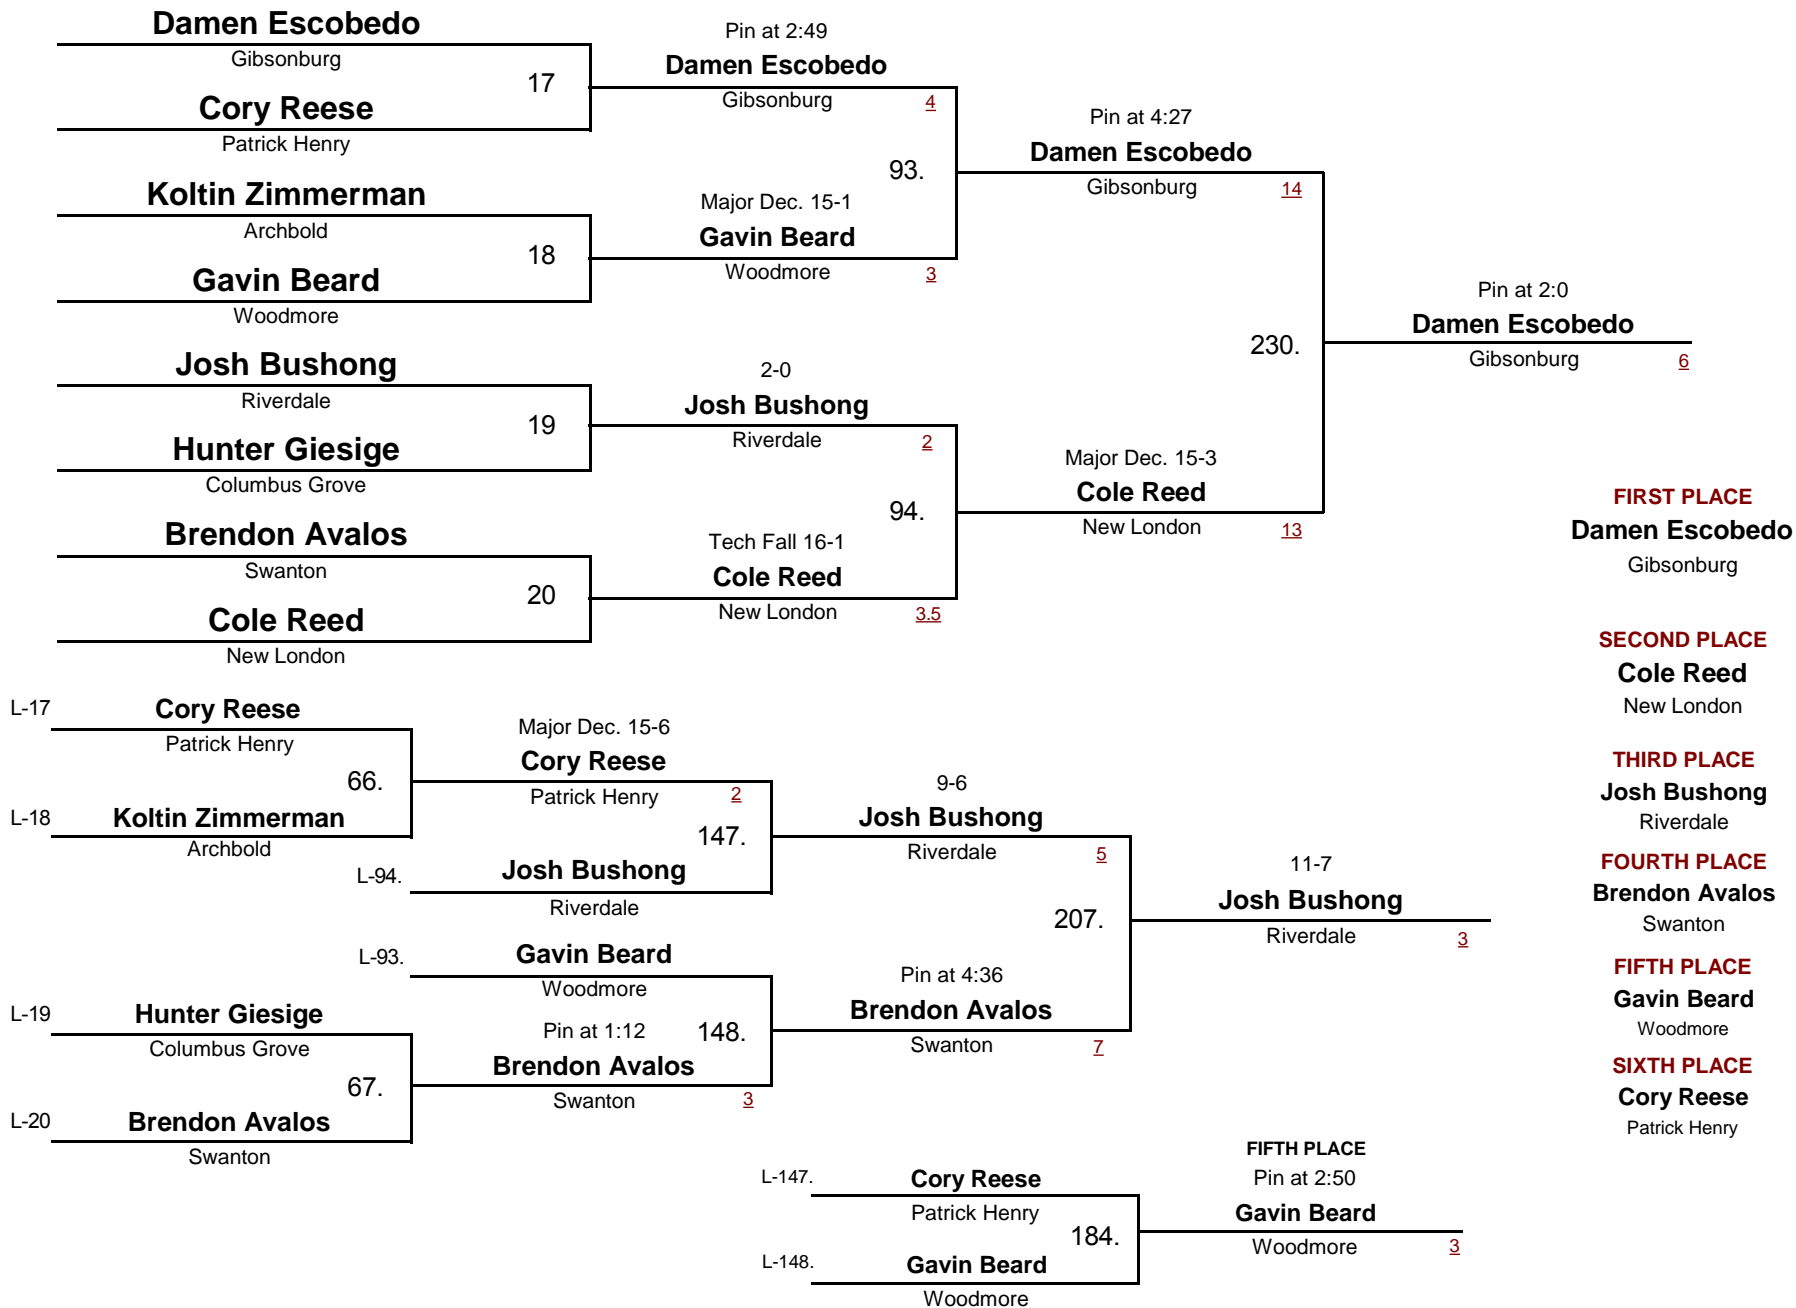 Damen Escobedo
Gibsonburg
17
Cory Reese
Patrick Henry
Koltin Zimmerman
Archbold
18
Gavin Beard
Woodmore
Josh Bushong
Riverdale
19
Hunter Giesige
Columbus Grove
Brendon Avalos
Swanton
20
Cole Reed
New London
Pin at 2:49
Damen Escobedo
Gibsonburg 4
93.
Major Dec. 15-1
Gavin Beard
Woodmore 3
2-0
Josh Bushong
Riverdale 2
94.
Tech Fall 16-1
Cole Reed
New London 3.5
Pin at 4:27
Damen Escobedo
Gibsonburg 14
230.
Major Dec. 15-3
Cole Reed
New London 13
Pin at 2:0
Damen Escobedo
Gibsonburg 6
L-17 Cory Reese
Patrick Henry
66.
L-18 Koltin Zimmerman
Archbold
Major Dec. 15-6
Cory Reese
Patrick Henry 2
147.
L-94. Josh Bushong
Riverdale
L-93. Gavin Beard
Woodmore
L-19 Hunter Giesige
Columbus Grove
67.
L-20 Brendon Avalos
Swanton
Pin at 1:12 148.
Brendon Avalos
Swanton 3
9-6
Josh Bushong
Riverdale 5
207.
Pin at 4:36
Brendon Avalos
Swanton 7
11-7
Josh Bushong
Riverdale 3
L-147. Cory Reese
Patrick Henry
184.
L-148. Gavin Beard
Woodmore
FIFTH PLACE
Pin at 2:50
Gavin Beard
Woodmore 3
FIRST PLACE
Damen Escobedo
Gibsonburg
SECOND PLACE
Cole Reed
New London
THIRD PLACE
Josh Bushong
Riverdale
FOURTH PLACE
Brendon Avalos
Swanton
FIFTH PLACE
Gavin Beard
Woodmore
SIXTH PLACE
Cory Reese
Patrick Henry